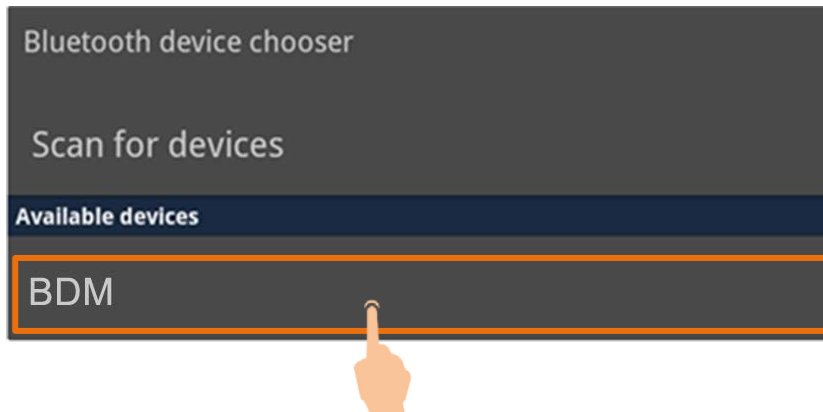 Bluetooth device chooser
Scan for devices
Available devices
BDM